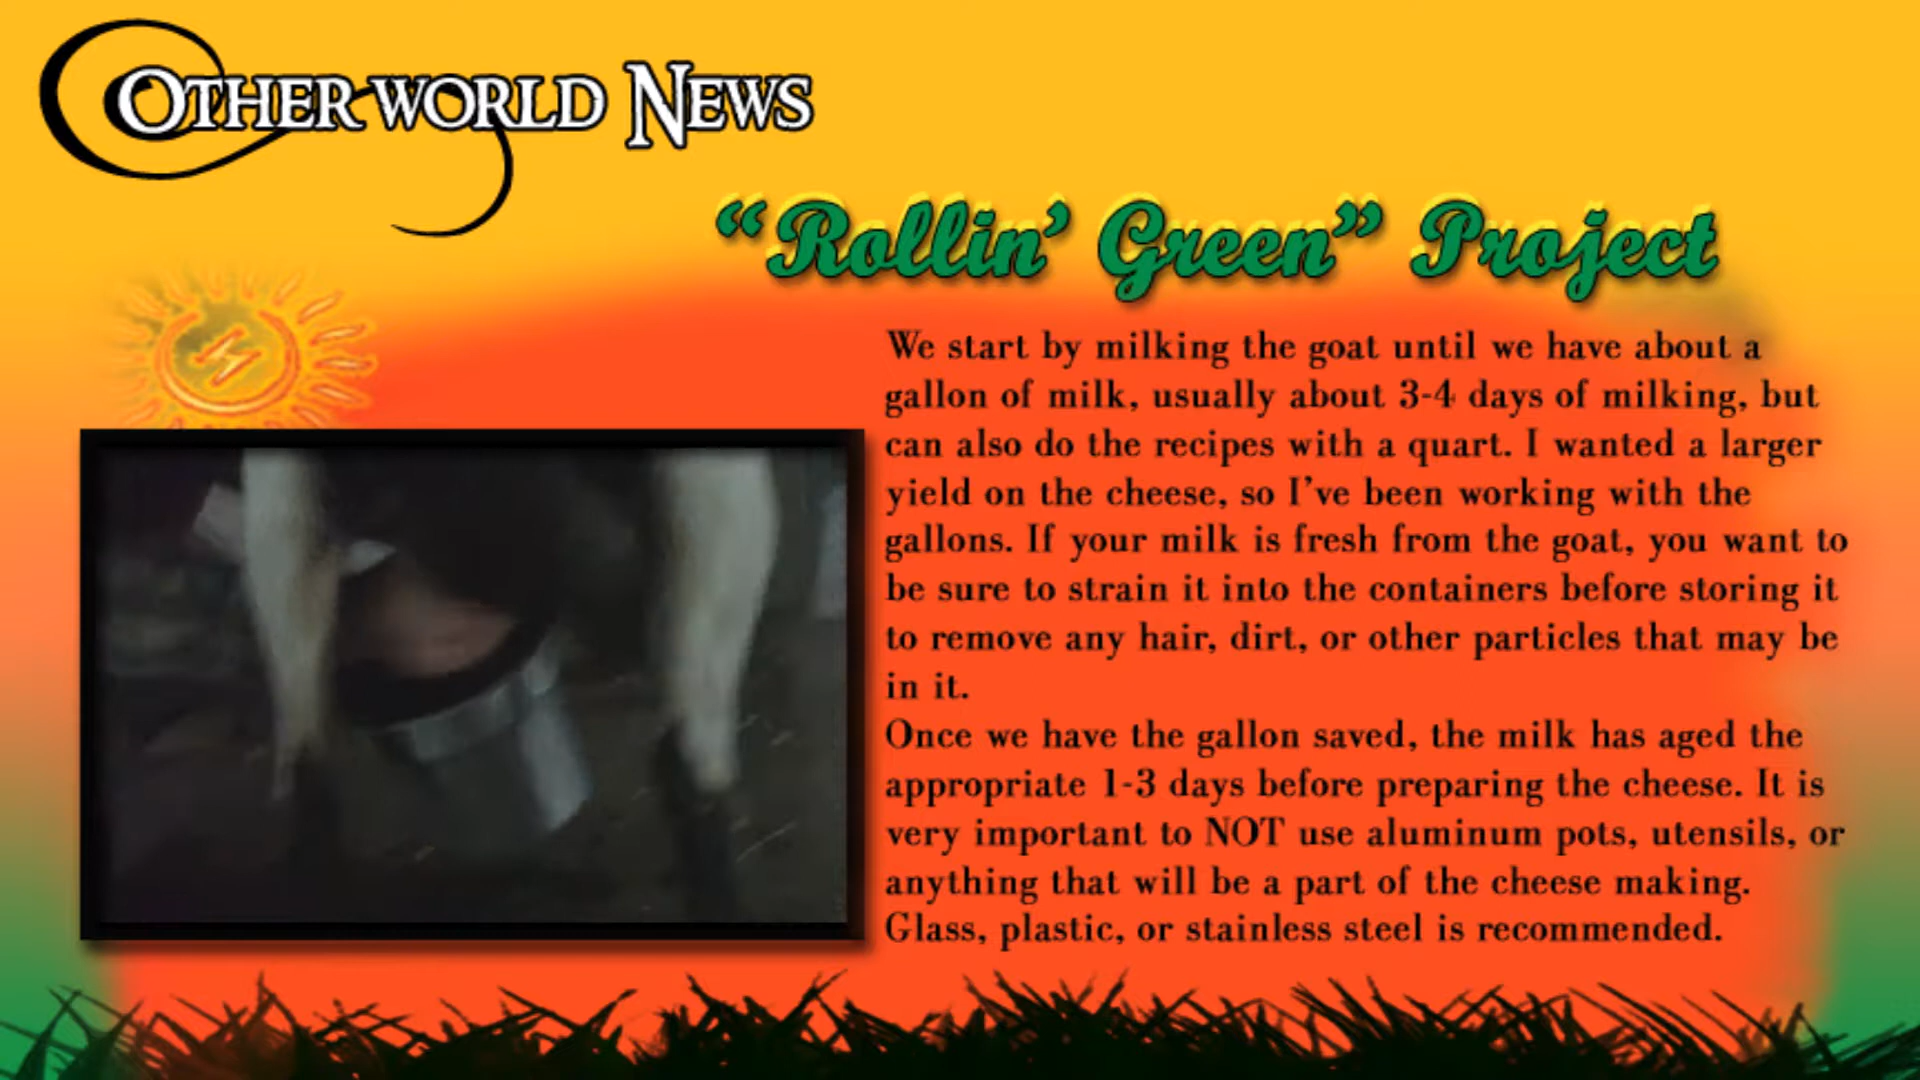 OTHER WORLD NEWS
“Rollin’ Green” Project
We start by milking the goat until we have about a
gallon of milk, usually about 3-4 days of milking, but
can also do the recipes with a quart. I wanted a larger
yield on the cheese, so I’ve been working with the
gallons. If your milk is fresh from the goat, you want to
be sure to strain it into the containers before storing it
to remove any hair, dirt, or other particles that may be
in it.
Once we have the gallon saved, the milk has aged the
appropriate 1-3 days before preparing the cheese. It is
very important to NOT use aluminum pots, utensils, or
anything that will be a part of the cheese making.
Glass, plastic, or stainless steel is recommended.